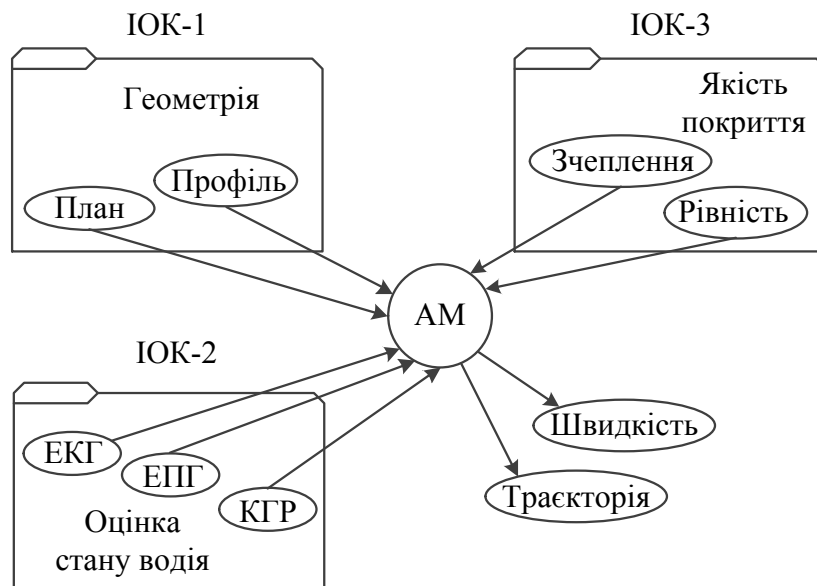 ІОК-1
Геометрія
Профіль
План
ІОК-3
Якість
покриття
Зчеплення
Рівність
АМ
ІОК-2
ЕКГ
ЕПГ
КГР
Оцінка
стану водія
Швидкість
Траєкторія